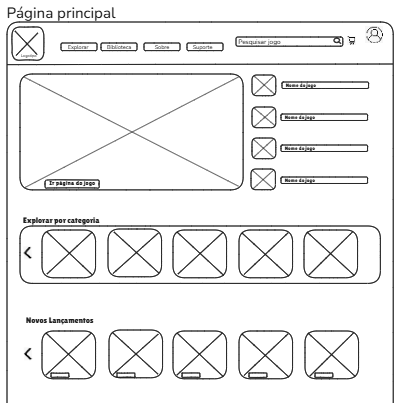 Página principal
Logotipo
Explorar
Biblioteca
Sobre
Suporte
Pesquisar jogo
Nome do jogo
Nome do jogo
Nome do jogo
Nome do jogo
Ir página do jogo
Explorar por categoria
Novos Lançamentos